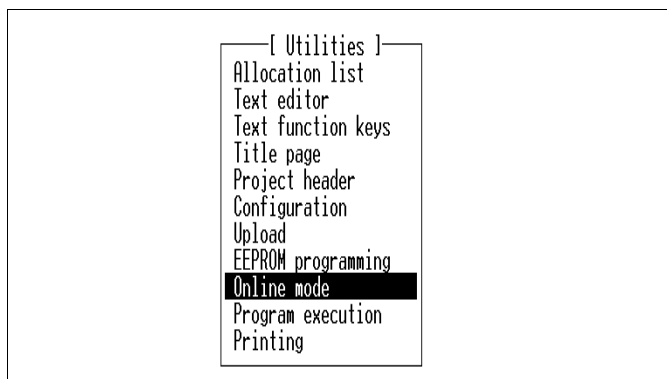 [ Utilities ]
Allocation list
Text editor
Text function keys
Title page
Project header
Configuration
Upload
EEPROM programming
Online mode
Program execution
Printing